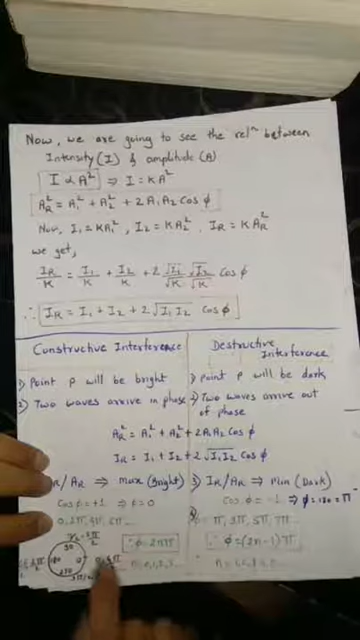 Now, we are going to see the relⁿ between
Intensity (I) & amplitude (A)
I ∝ A² ⇒ I = KA²
A_R² = A₁² + A₂² + 2A₁A₂ Cos ϕ
Now, I₁ = KA₁², I₂ = KA₂², I_R = KA_R²
we get,
I_R/K = I₁/K + I₂/K + 2 √I₁/√K √I₂/√K Cos ϕ
∴ I_R = I₁ + I₂ + 2√I₁I₂ Cos ϕ
Constructive Interference
1) Point P will be bright
2) Two waves arrive in phase
Destructive Interference
1) Point P will be dark
2) Two waves arrive out
of phase
A_R² = A₁² + A₂² + 2A₁A₂ Cos ϕ
I_R = I₁ + I₂ + 2√I₁I₂ Cos ϕ
I_R/A_R ⇒ max (Bright)
Cos ϕ = +1 ⇒ ϕ = 0
0, 2π, 4π, 6π...
∴ ϕ = 2nπ
90
180
270
3) I_R/A_R ⇒ Min (Dark)
Cos ϕ = -1 ⇒ ϕ = 180 = π
π, 3π, 5π, 7π
∴ ϕ = (2n-1)π